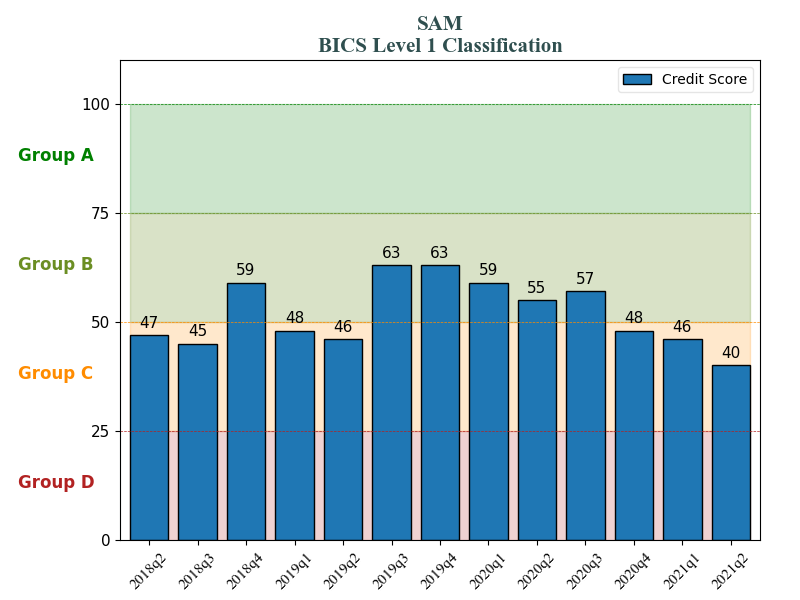 SAM
BICS Level 1 Classification
Credit Score
100
Group A
75
Group B
50
Group C
25
Group D
0
47
45
59
48
46
63
63
59
55
57
48
46
40
2018q2
2018q3
2018q4
2019q1
2019q2
2019q3
2019q4
2020q1
2020q2
2020q3
2020q4
2021q1
2021q2